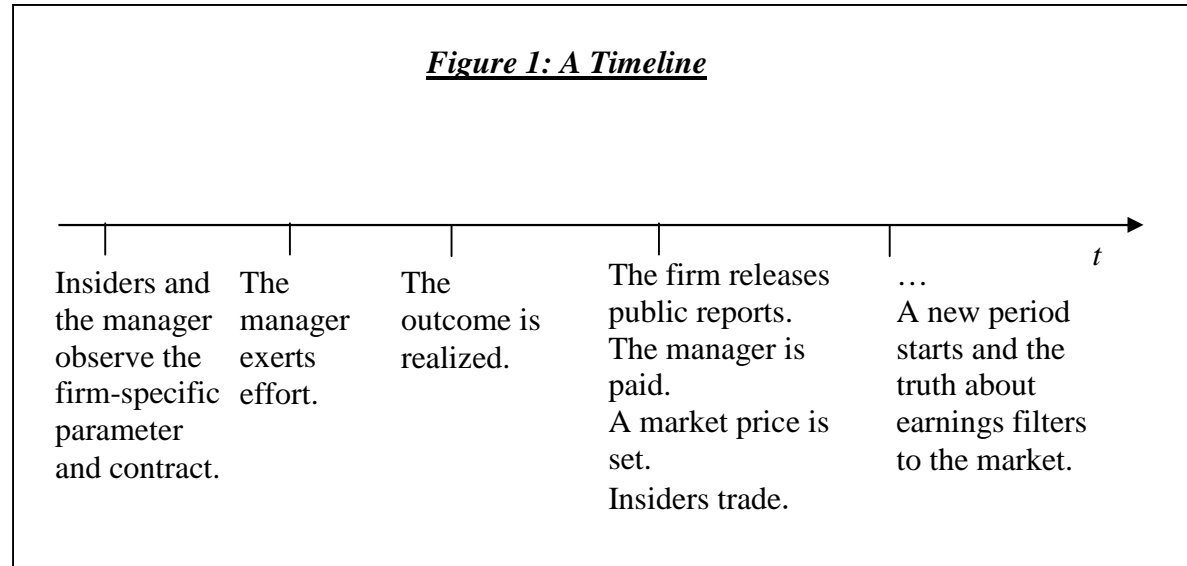 Figure 1: A Timeline
t
Insiders and
the manager
observe the
firm-specific
parameter
and contract.
The
manager
exerts
effort.
The
outcome is
realized.
The firm releases
public reports.
The manager is
paid.
A market price is
set.
Insiders trade.
…
A new period
starts and the
truth about
earnings filters
to the market.